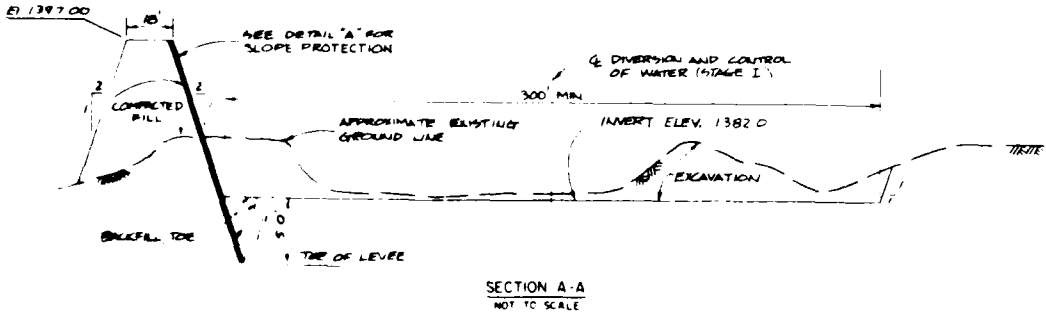 El 1397.00
18'
SEE DETAIL "A" FOR
SLOPE PROTECTION
℄ DIVERSION AND CONTROL
OF WATER (STAGE I)
300' MIN
2
1
COMPACTED
FILL
2
1
APPROXIMATE EXISTING
GROUND LINE
INVERT ELEV. 1382.0
EXCAVATION
BACKFILL TOE
TOE OF LEVEE
SECTION A-A
NOT TO SCALE